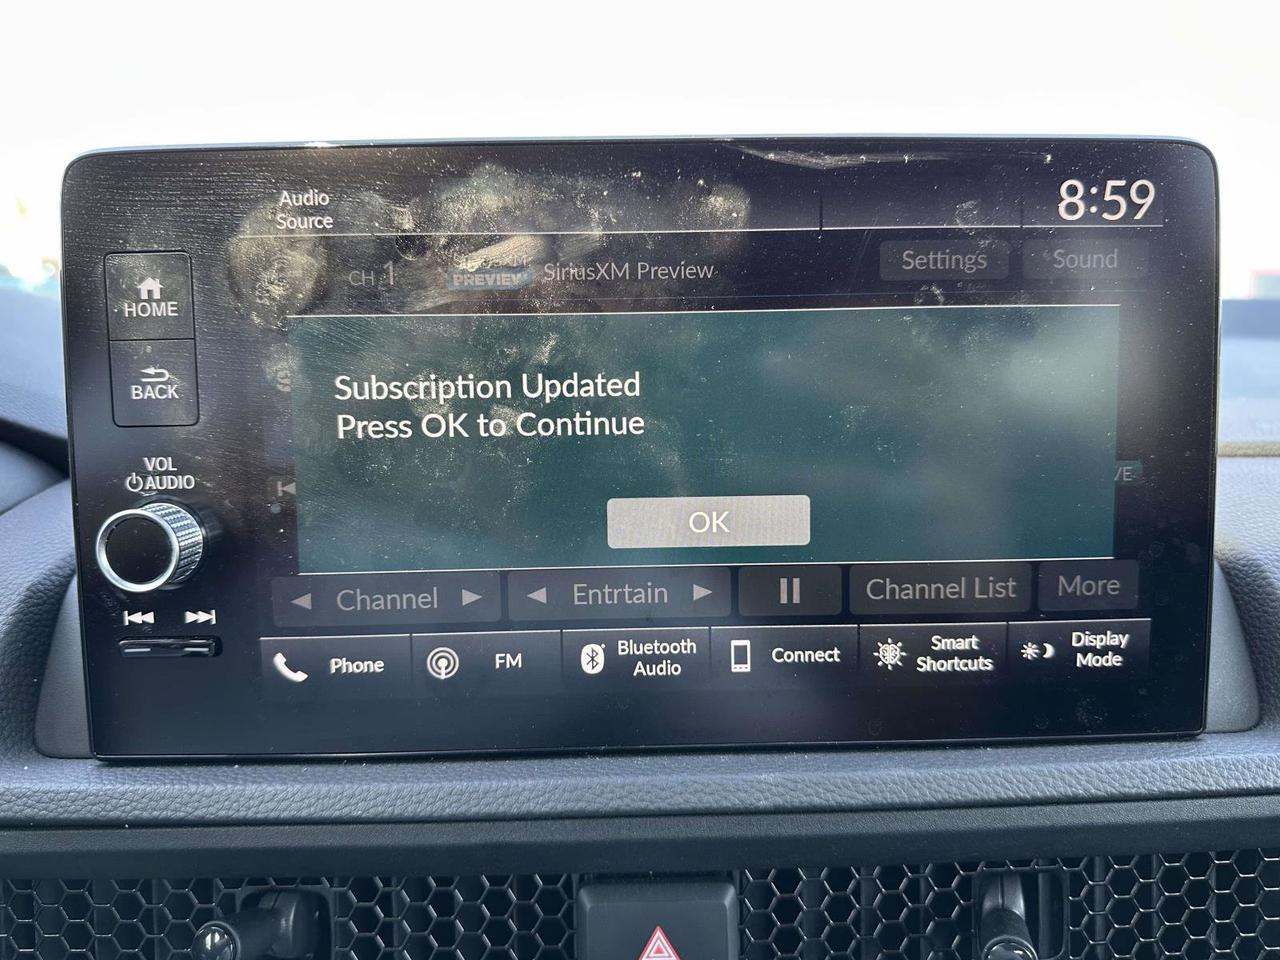 Audio
Source
8:59
HOME
CH 1
PREVIEW
SiriusXM Preview
Settings
Sound
BACK
Subscription Updated
Press OK to Continue
VOL
AUDIO
OK
Channel
Entrtain
Channel List
More
Phone
FM
Bluetooth
Audio
Connect
Smart
Shortcuts
Display
Mode